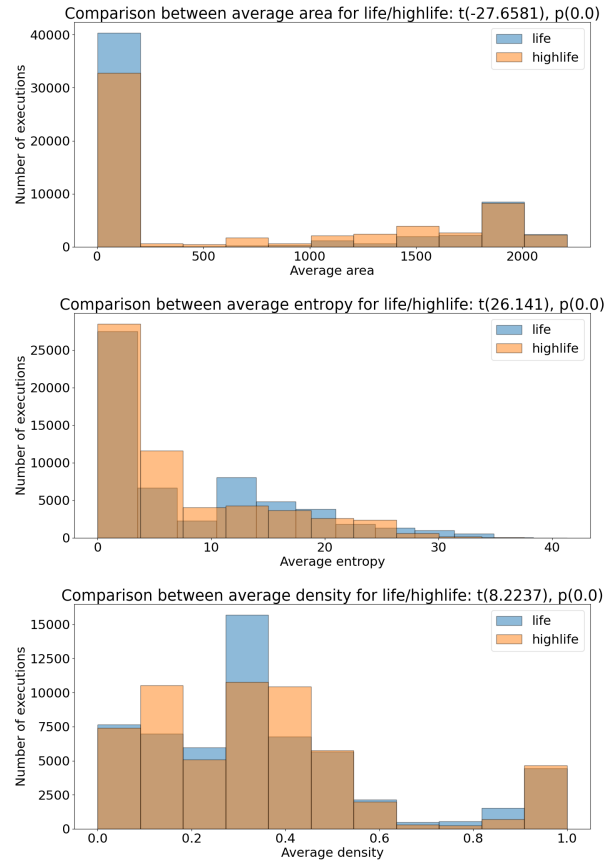 Comparison between average area for life/highlife: t(-27.6581), p(0.0)
40000
30000
20000
10000
0
Number of executions
life
highlife
0 500 1000 1500 2000
Average area
Comparison between average entropy for life/highlife: t(26.141), p(0.0)
25000
20000
15000
10000
5000
0
Number of executions
life
highlife
0 10 20 30 40
Average entropy
Comparison between average density for life/highlife: t(8.2237), p(0.0)
15000
12500
10000
7500
5000
2500
0
Number of executions
life
highlife
0.0 0.2 0.4 0.6 0.8 1.0
Average density